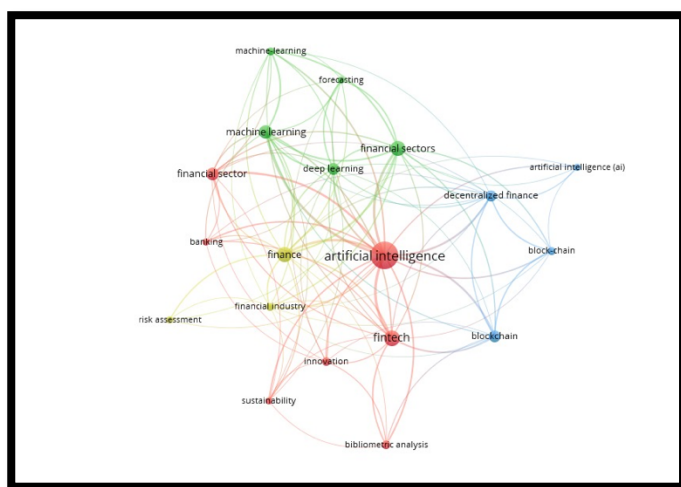 machine-learning
forecasting
machine learning
financial sectors
deep learning
artificial intelligence (ai)
financial sector
decentralized finance
banking
block-chain
finance
artificial intelligence
financial industry
risk assessment
fintech
blockchain
innovation
sustainability
bibliometric analysis